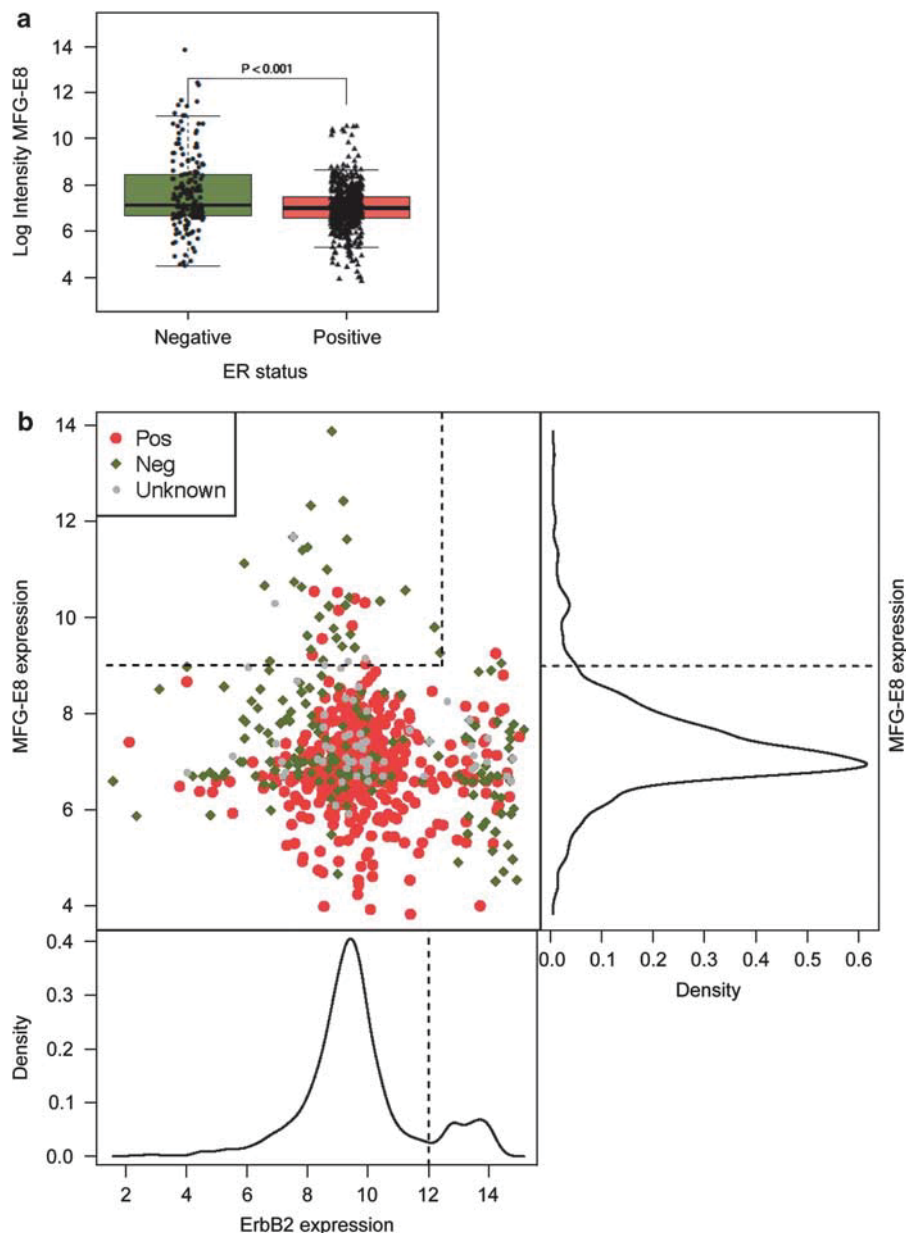 a
Log Intensity MFG-E8
14
12
10
8
6
4
P < 0.001
Negative
Positive
ER status
b
MFG-E8 expression
14
12
10
8
6
4
Pos
Neg
Unknown
MFG-E8 expression
0.0 0.1 0.2 0.3 0.4 0.5 0.6
Density
Density
0.4
0.3
0.2
0.1
0.0
2 4 6 8 10 12 14
ErbB2 expression